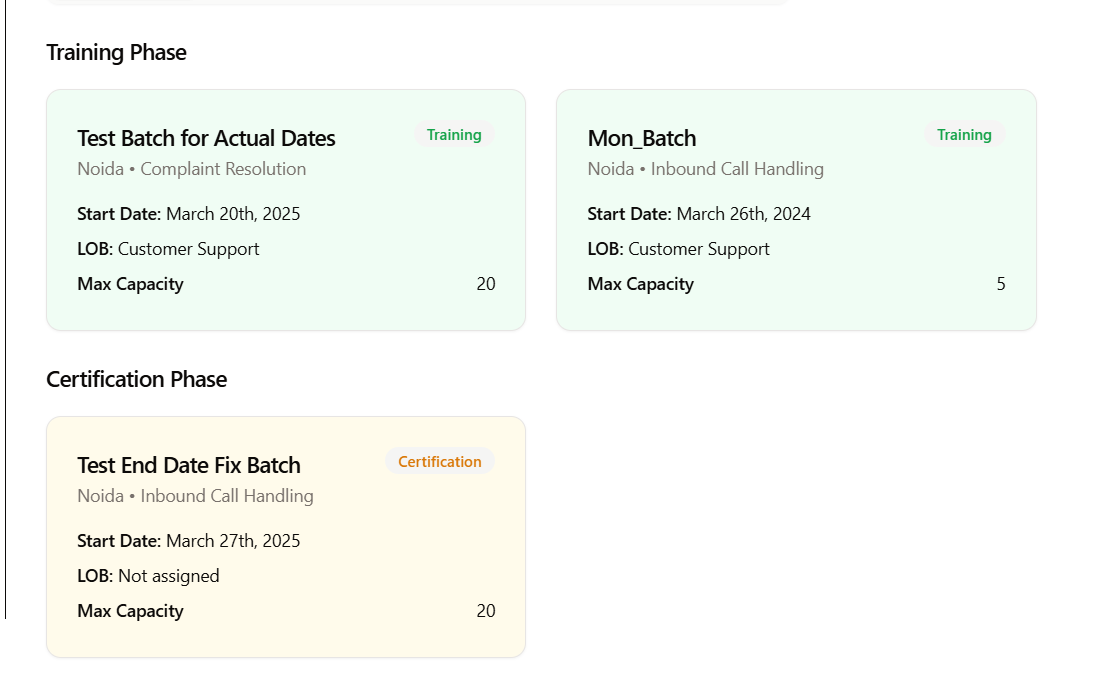 Training Phase
Test Batch for Actual Dates
Training
Noida • Complaint Resolution
Start Date: March 20th, 2025
LOB: Customer Support
Max Capacity 20
Mon_Batch
Training
Noida • Inbound Call Handling
Start Date: March 26th, 2024
LOB: Customer Support
Max Capacity 5
Certification Phase
Test End Date Fix Batch
Certification
Noida • Inbound Call Handling
Start Date: March 27th, 2025
LOB: Not assigned
Max Capacity 20